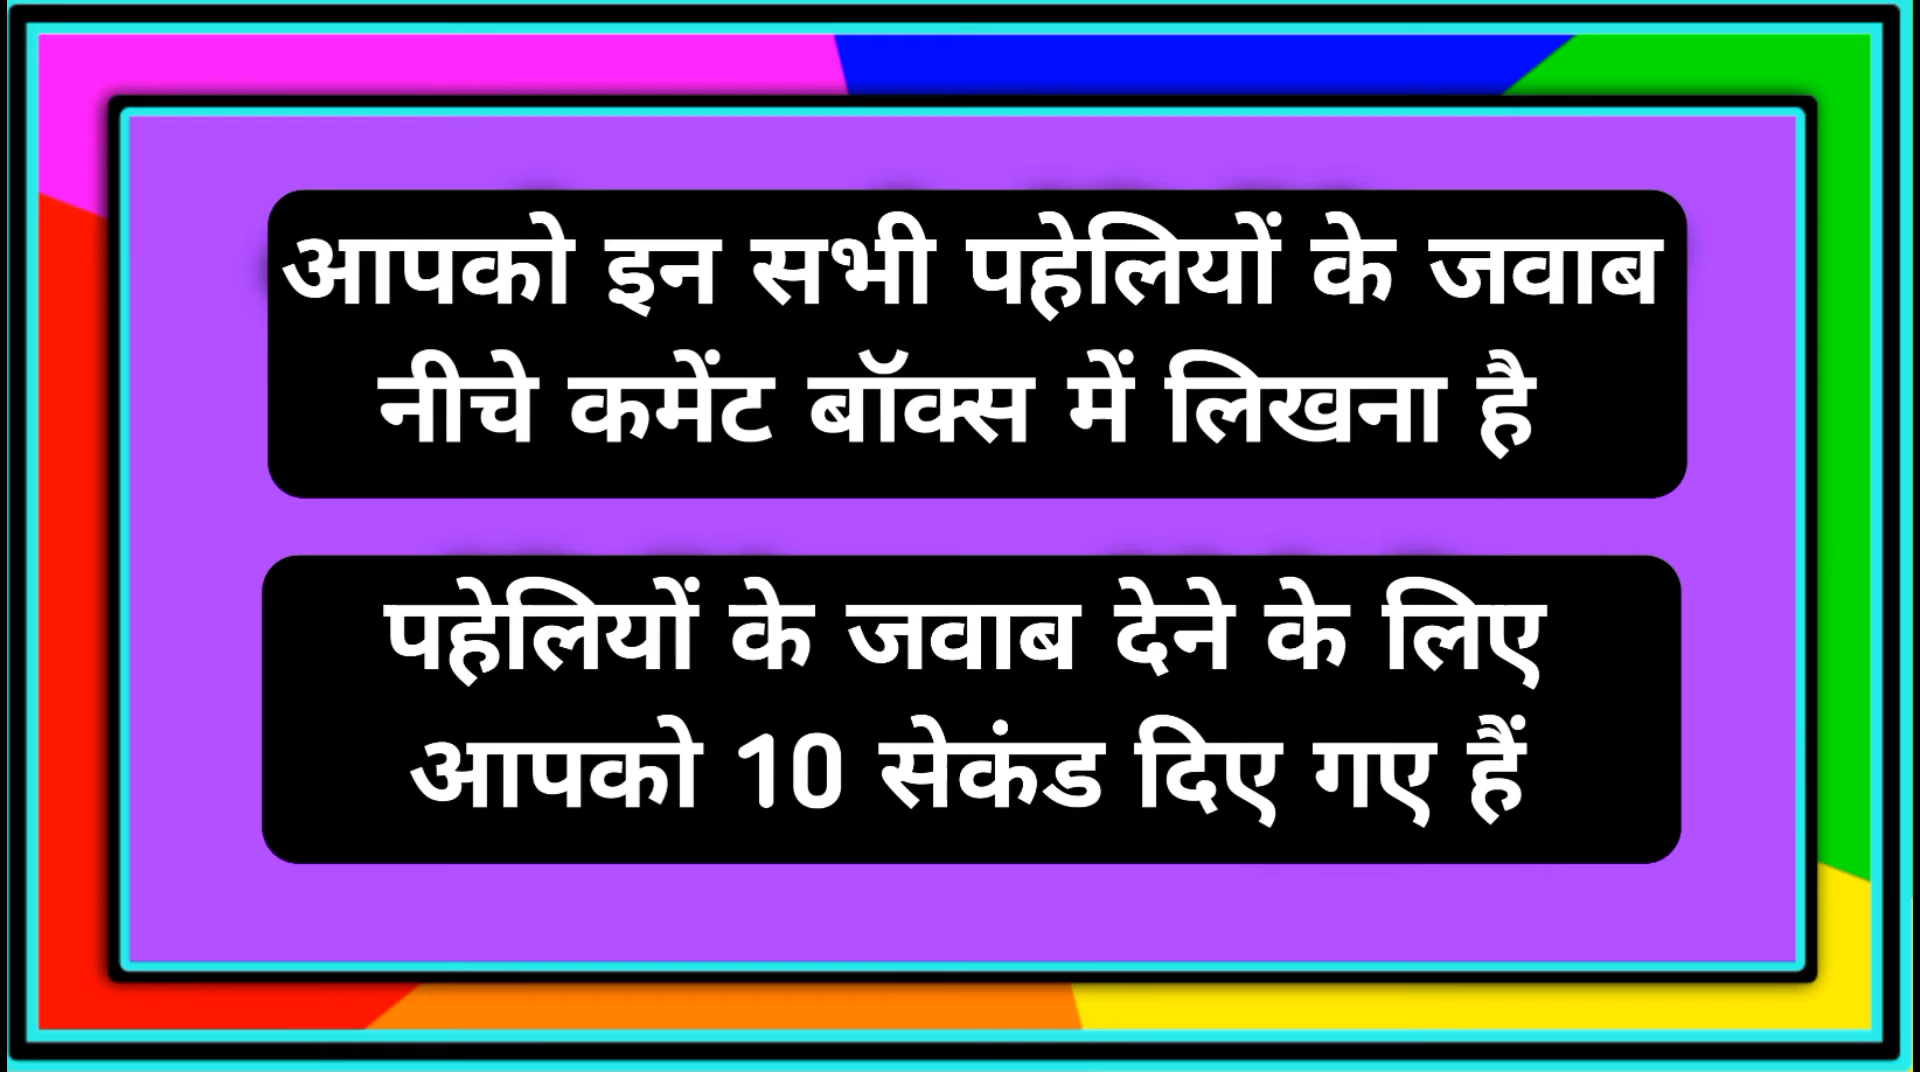 आपको इन सभी पहेलियों के जवाब
नीचे कमेंट बॉक्स में लिखना है
पहेलियों के जवाब देने के लिए
आपको 10 सेकंड दिए गए हैं